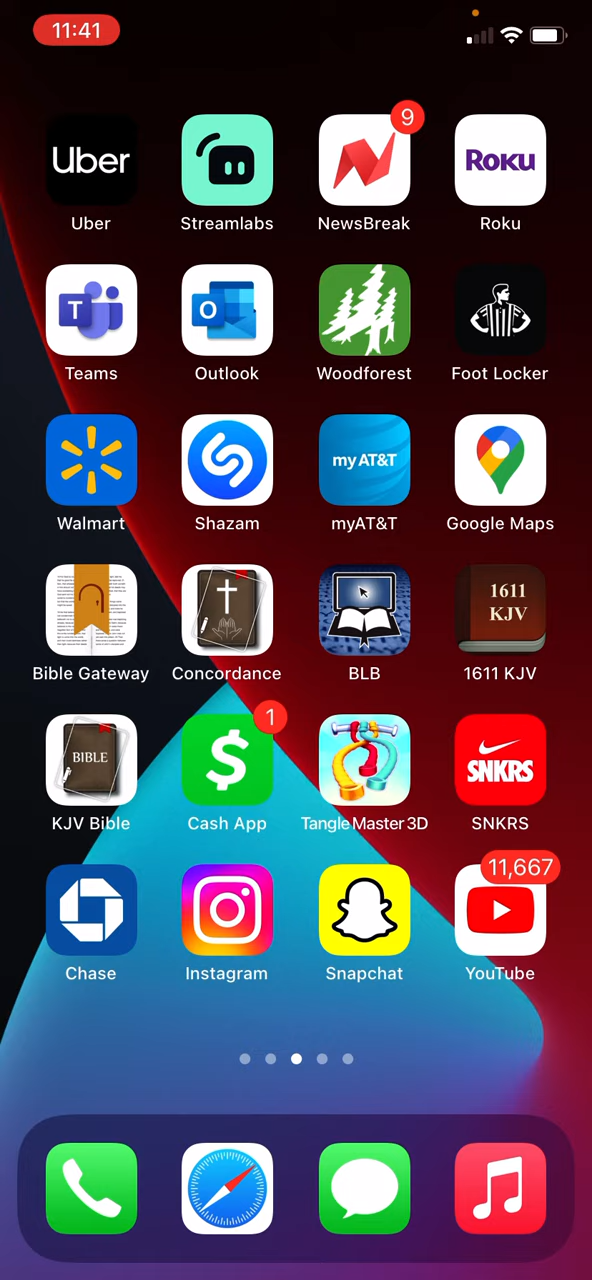 11:41
9
Uber
Roku
Uber
Streamlabs
NewsBreak
Roku
T
O
Teams
Outlook
Woodforest
Foot Locker
my AT&T
Walmart
Shazam
myAT&T
Google Maps
1611
KJV
Bible Gateway
Concordance
BLB
1611 KJV
1
BIBLE
$
SNKRS
KJV Bible
Cash App
Tangle Master 3D
SNKRS
11,667
Chase
Instagram
Snapchat
YouTube